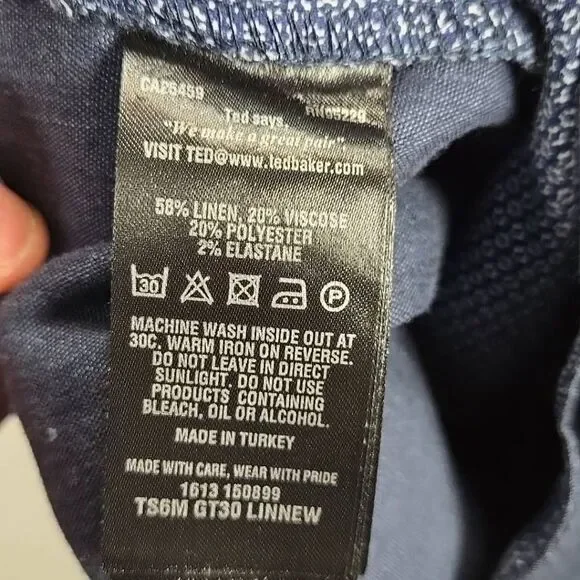 CA25459 RN95228
Ted says,
"We make a great pair"
VISIT TED@www.tedbaker.com
58% LINEN, 20% VISCOSE
20% POLYESTER
2% ELASTANE
30 P
MACHINE WASH INSIDE OUT AT
30C. WARM IRON ON REVERSE.
DO NOT LEAVE IN DIRECT
SUNLIGHT. DO NOT USE
PRODUCTS CONTAINING
BLEACH, OIL OR ALCOHOL.
MADE IN TURKEY
MADE WITH CARE, WEAR WITH PRIDE
1613 150899
TS6M GT30 LINNEW